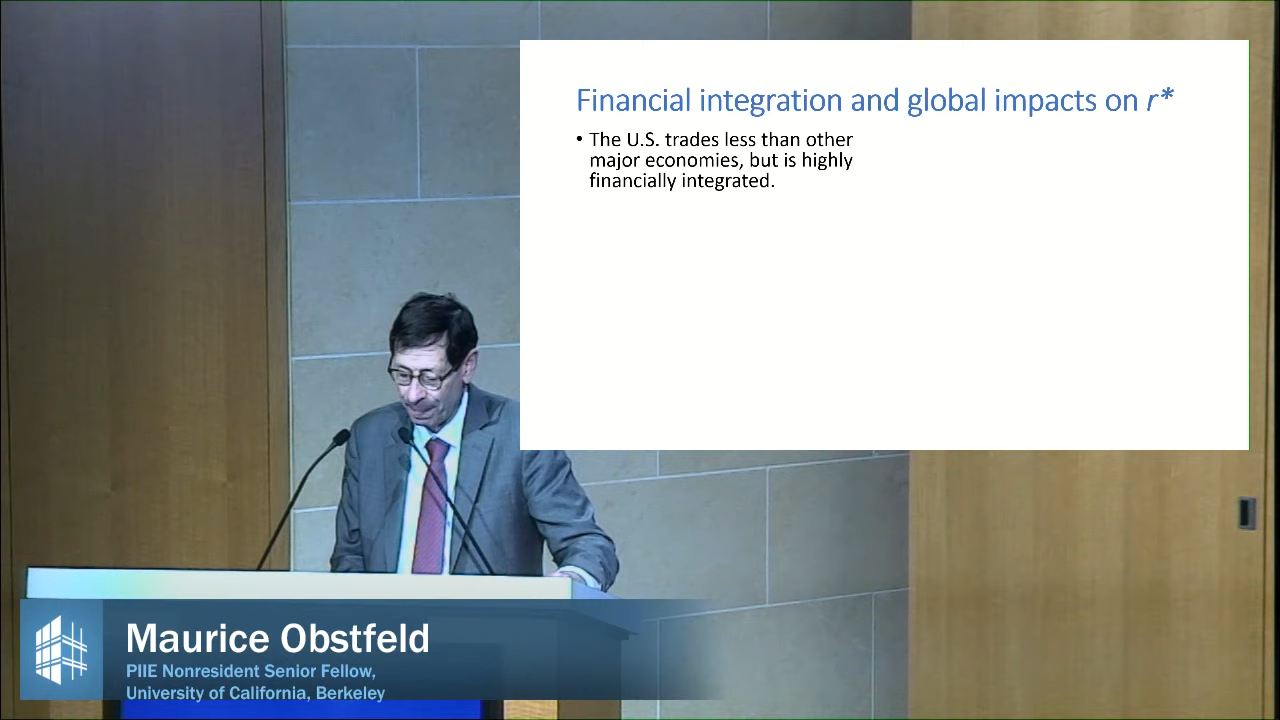 Financial integration and global impacts on r*
• The U.S. trades less than other
major economies, but is highly
financially integrated.
Maurice Obstfeld
PIIE Nonresident Senior Fellow,
University of California, Berkeley